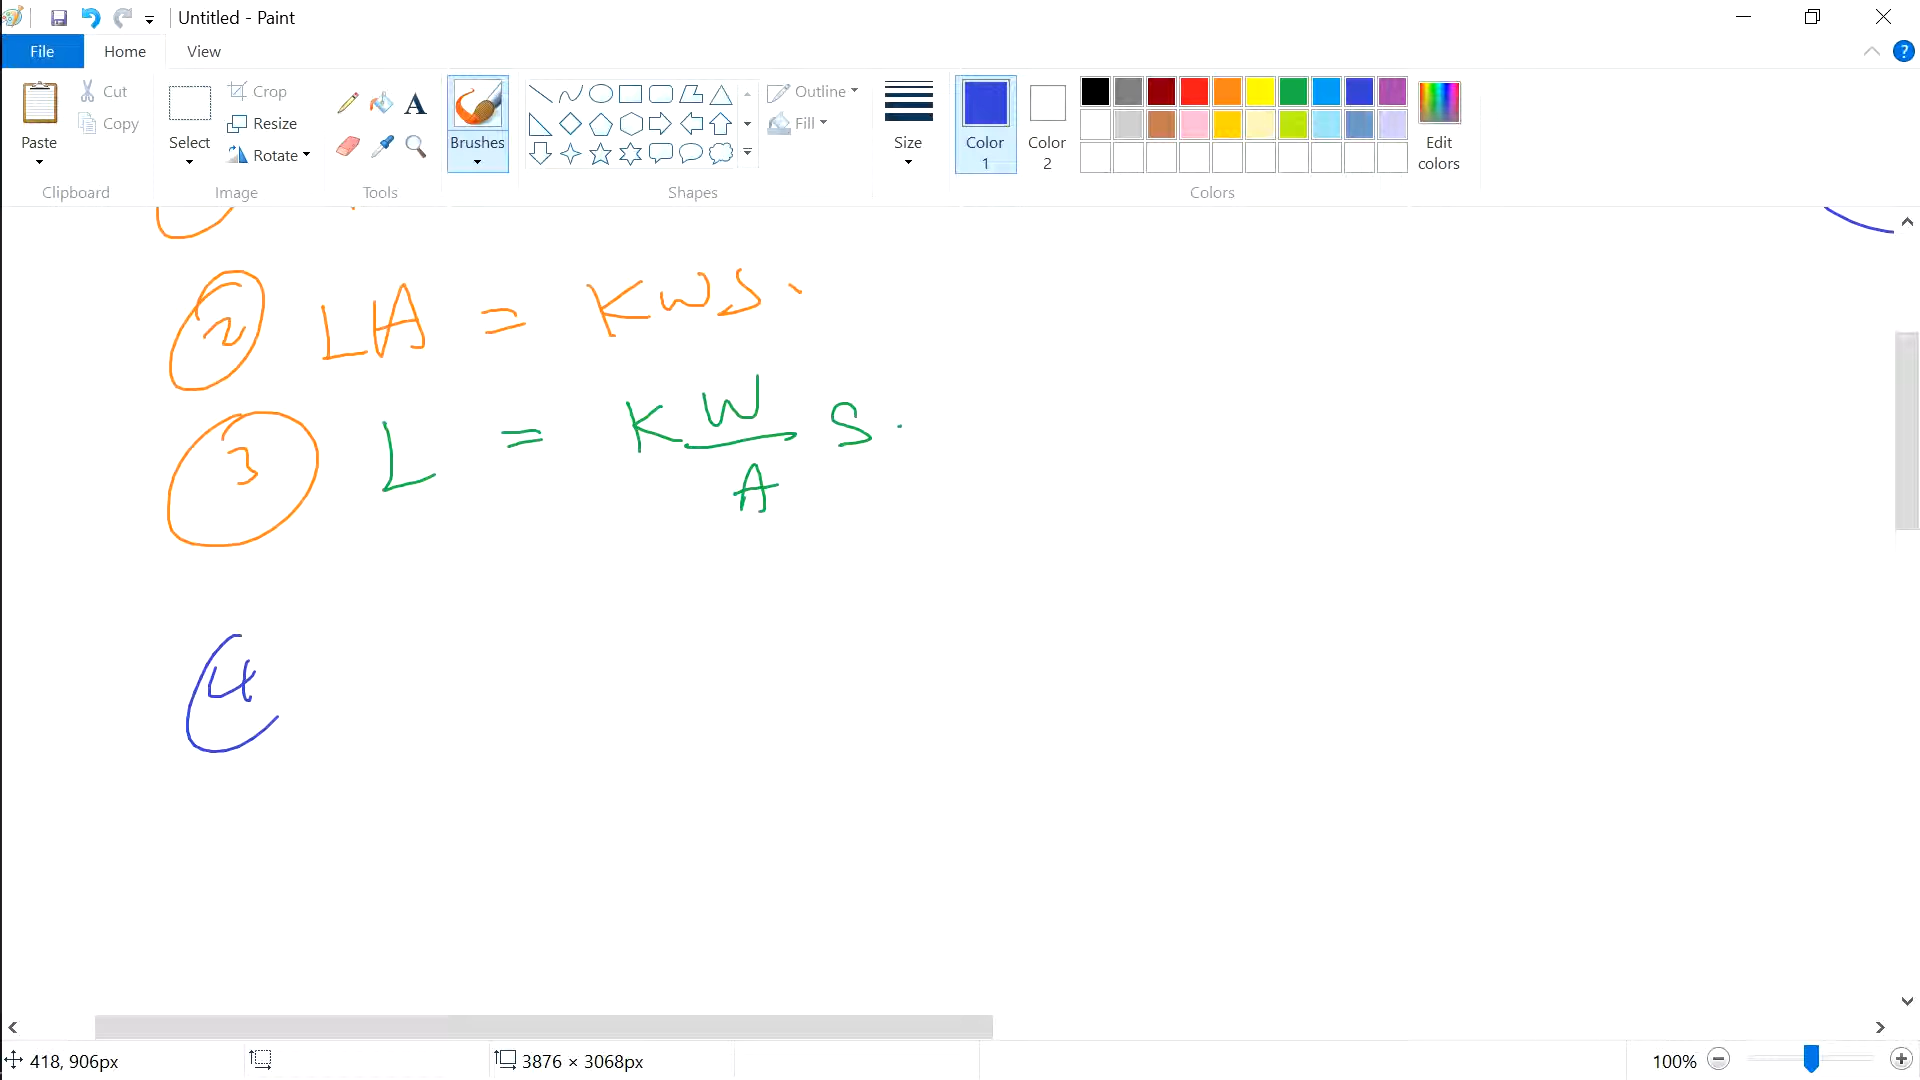 Untitled - Paint
File Home View
Paste
Cut
Copy
Clipboard
Select
Crop
Resize
Rotate
Image
Tools
Brushes
Shapes
Outline
Fill
Size
Color 1
Color 2
Colors
Edit colors
2 LA = KWS.
3 L = K W/A S.
4
418, 906px
3876 × 3068px
100%